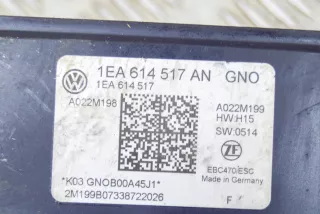 1EA 614 517 AN GNO
1EA 614 517
A022M198
A022M199
HW:H15
SW:0514
ZF
EBC470/ESC
Made in Germany
*K03 GNOB00A45J1*
2M199B07338722026
F